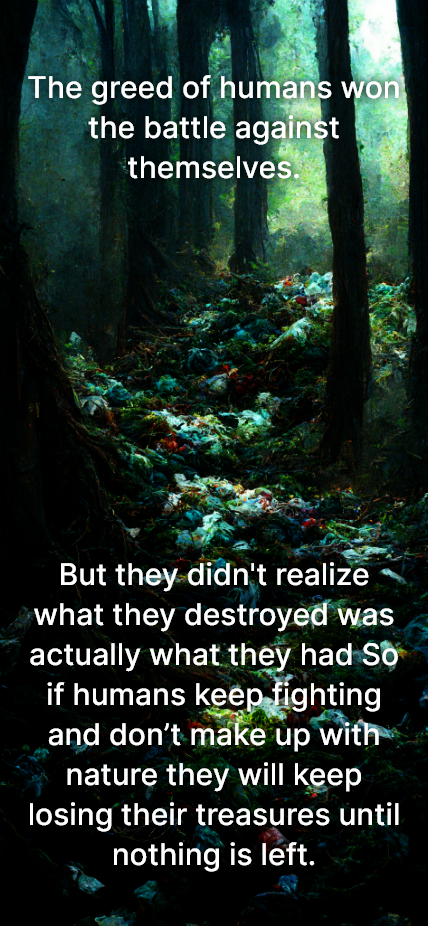 The greed of humans won
the battle against
themselves.
But they didn't realize
what they destroyed was
actually what they had So
if humans keep fighting
and don’t make up with
nature they will keep
losing their treasures until
nothing is left.